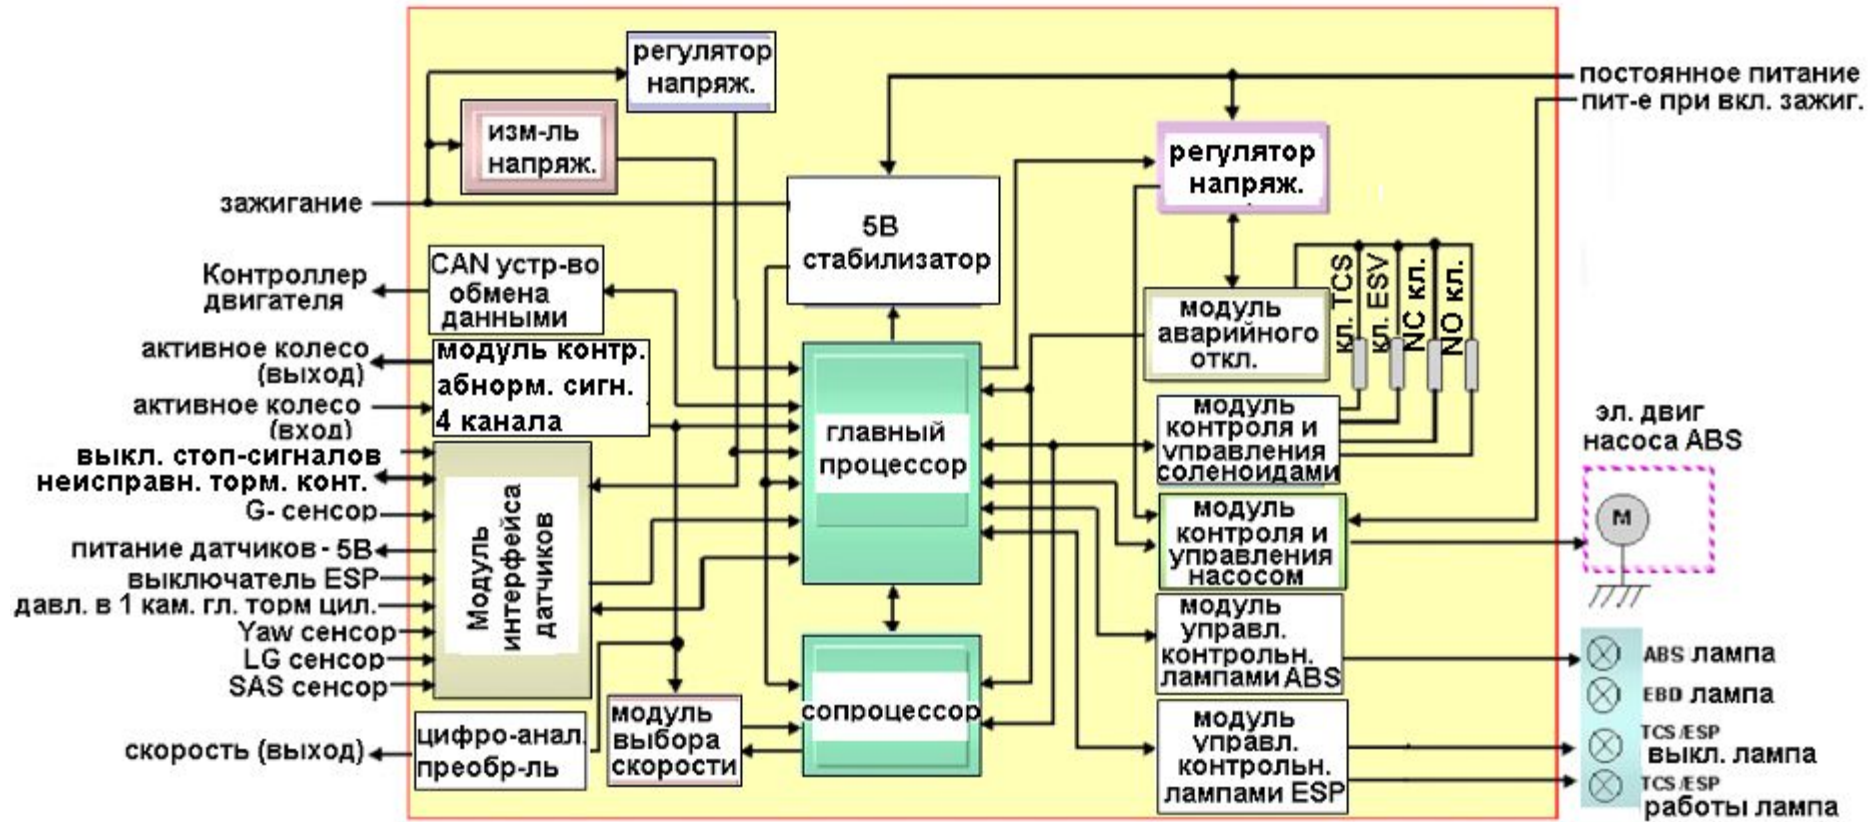 регулятор
напряж.
изм-ль
напряж.
зажигание
5В
стабилизатор
регулятор
напряж.
постоянное питание
пит-е при вкл. зажиг.
Контроллер
двигателя
CAN устр-во
обмена
данными
активное колесо
(выход)
активное колесо
(вход)
модуль контр.
абнорм. сигн.
4 канала
выкл. стоп-сигналов
неисправн. торм. конт.
G- сенсор
питание датчиков - 5В
выключатель ESP
давл. в 1 кам. гл. торм цил.
Yaw сенсор
LG сенсор
SAS сенсор
Модуль
интерфейса
датчиков
скорость (выход)
цифро-анал.
преобр-ль
модуль
выбора
скорости
главный
процессор
сопроцессор
модуль
аварийного
откл.
кл. TCS
кл. ESV
NC кл.
NO кл.
модуль
контроля и
управления
соленоидами
модуль
контроля и
управления
насосом
модуль
управл.
контрольн.
лампами ABS
модуль
управл.
контрольн.
лампами ESP
эл. двиг
насоса ABS
M
ABS лампа
EBD лампа
TCS/ESP
выкл. лампа
TCS/ESP
работы лампа